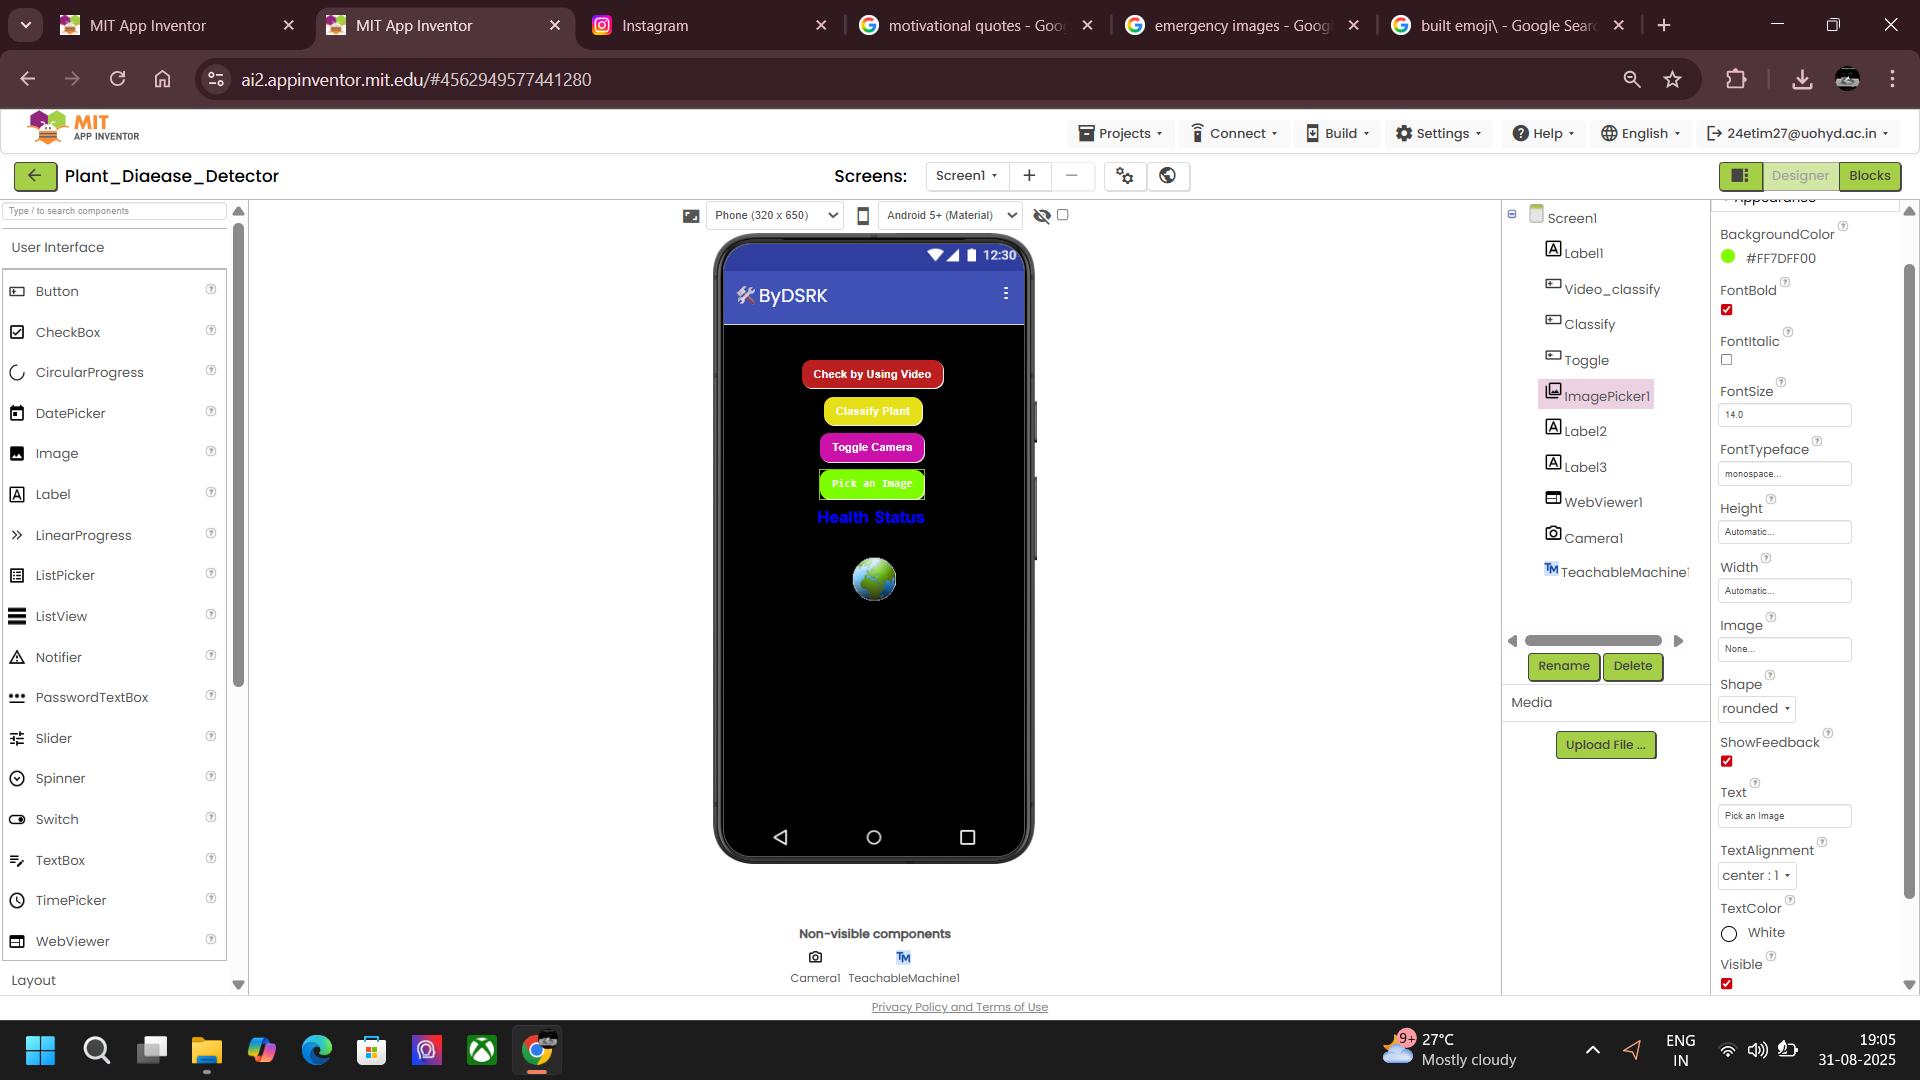 MIT App Inventor
MIT App Inventor
Instagram
motivational quotes - Goo
emergency images - Googl
built emoji\ - Google Sear
ai2.appinventor.mit.edu/#4562949577441280
MIT
APP INVENTOR
Projects
Connect
Build
Settings
Help
English
24etim27@uohyd.ac.in
Plant_Diaease_Detector
Screens:
Screen1
Designer
Blocks
Type / to search components
User Interface
Button
CheckBox
CircularProgress
DatePicker
Image
Label
LinearProgress
ListPicker
ListView
Notifier
PasswordTextBox
Slider
Spinner
Switch
TextBox
TimePicker
WebViewer
Layout
Phone (320 x 650)
Android 5+ (Material)
12:30
🛠️ByDSRK
Check by Using Video
Classify Plant
Toggle Camera
Pick an Image
Health Status
Non-visible components
Camera1
TeachableMachine1
Privacy Policy and Terms of Use
Screen1
Label1
Video_classify
Classify
Toggle
ImagePicker1
Label2
Label3
WebViewer1
Camera1
TeachableMachine1
Rename
Delete
Media
Upload File ...
Appearance
BackgroundColor
#FF7DFF00
FontBold
FontItalic
FontSize
14.0
FontTypeface
monospace...
Height
Automatic...
Width
Automatic...
Image
None...
Shape
rounded
ShowFeedback
Text
Pick an Image
TextAlignment
center : 1
TextColor
White
Visible
9+
27°C
Mostly cloudy
ENG
IN
19:05
31-08-2025